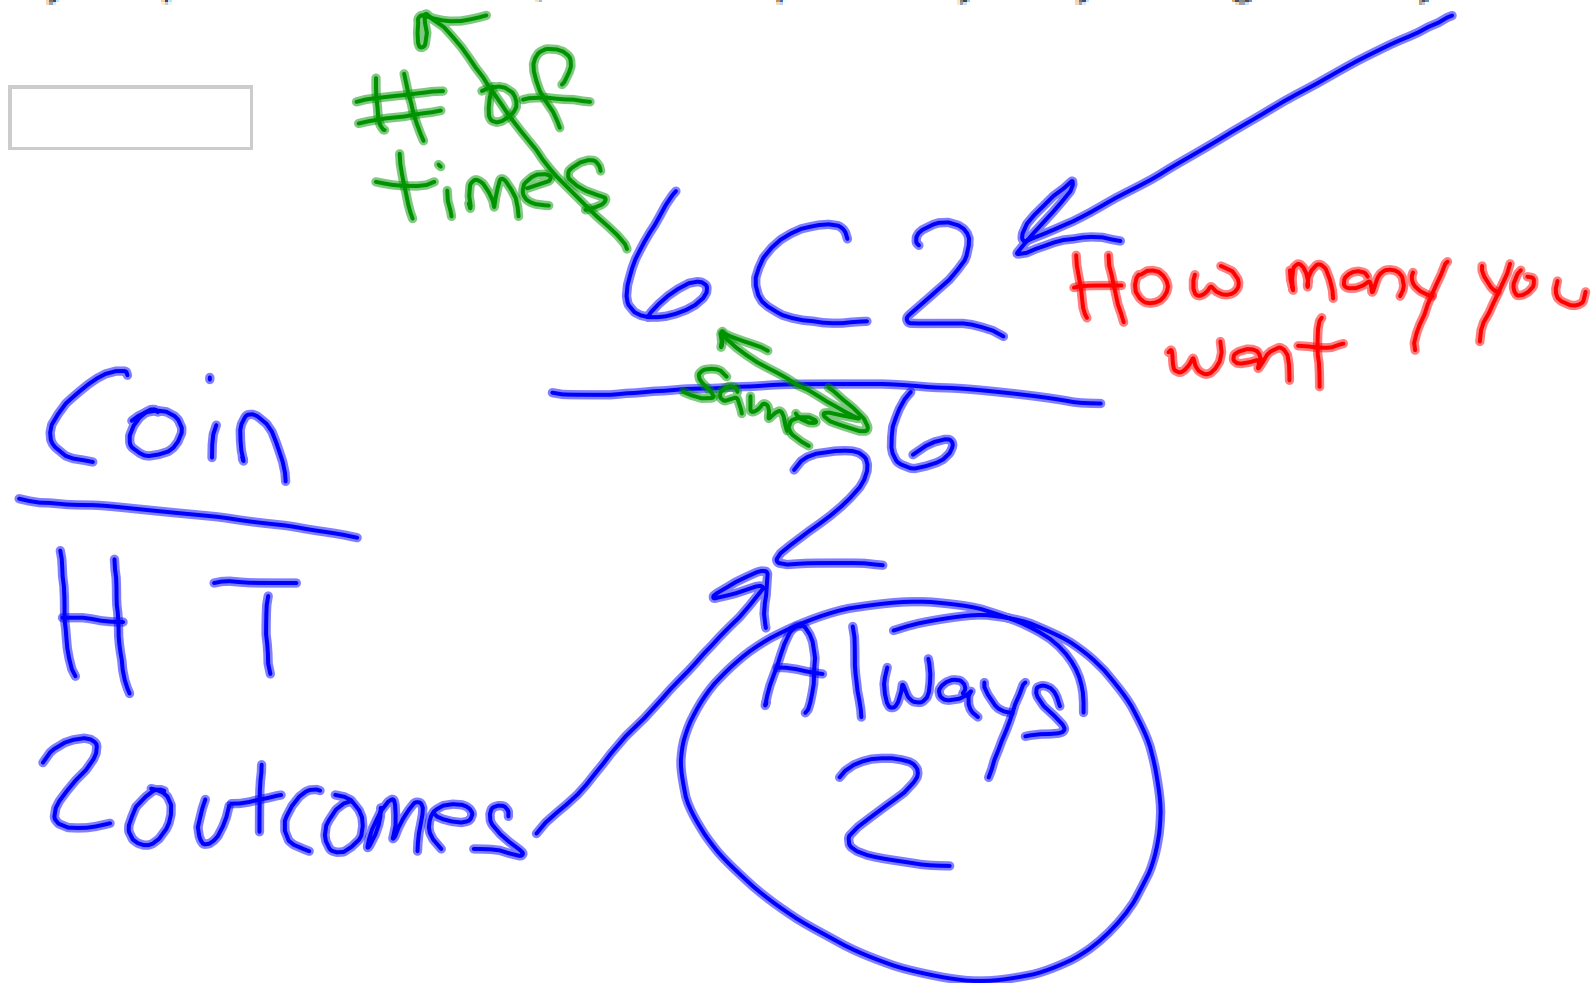 # of
times
6C2
How many you
want
same
2^6
Coin
H T
2 outcomes
Always
2